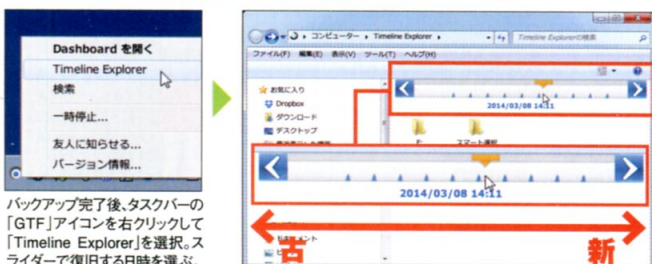 Dashboard を開く
Timeline Explorer
検索
一時停止...
友人に知らせる...
バージョン情報...
バックアップ完了後、タスクバーの
「GTF」アイコンを右クリックして
「Timeline Explorer」を選択。ス
ライダーで復旧する日時を選ぶ。
コンピューター ▸ Timeline Explorer ▸
Timeline Explorerの検索
ファイル(F) 編集(E) 表示(V) ツール(T) ヘルプ(H)
お気に入り
Dropbox
ダウンロード
デスクトップ
2014/03/08 14:11
スマート選択
2014/03/08 14:11
古
新